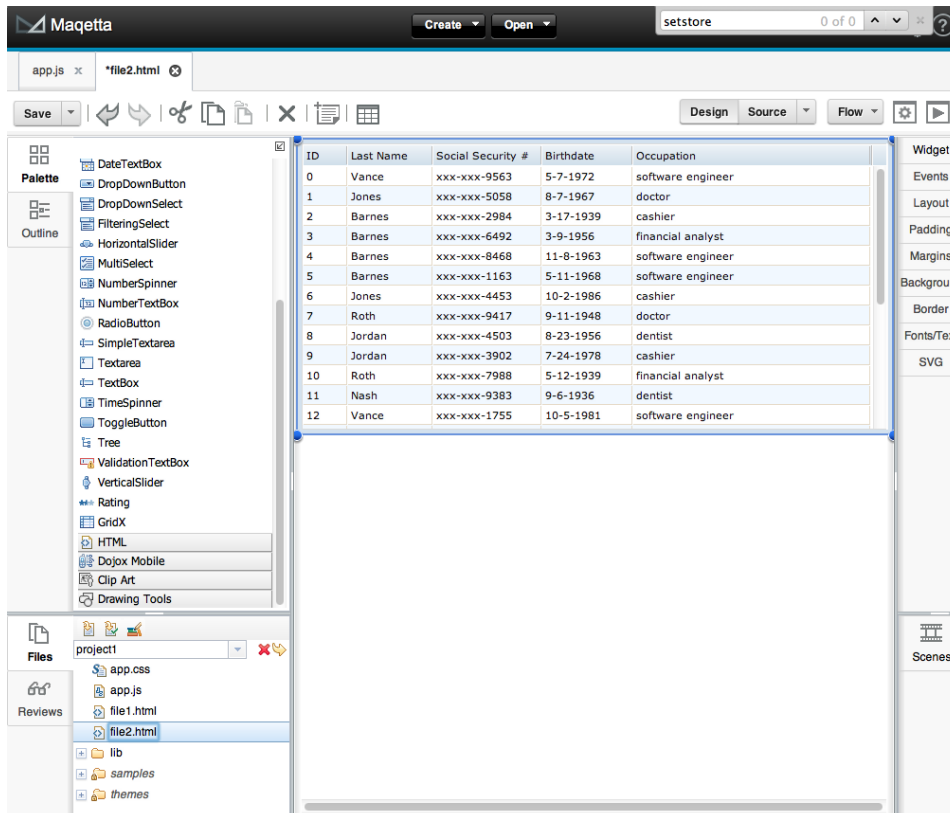 Maqetta
Create
Open
setstore
0 of 0
app.js x
*file2.html
Save
Design
Source
Flow
Palette
Outline
DateTextBox
DropDownButton
DropDownSelect
FilteringSelect
HorizontalSlider
MultiSelect
NumberSpinner
NumberTextBox
RadioButton
SimpleTextarea
Textarea
TextBox
TimeSpinner
ToggleButton
Tree
ValidationTextBox
VerticalSlider
Rating
GridX
HTML
Dojox Mobile
Clip Art
Drawing Tools
ID Last Name Social Security # Birthdate Occupation
0 Vance xxx-xxx-9563 5-7-1972 software engineer
1 Jones xxx-xxx-5058 8-7-1967 doctor
2 Barnes xxx-xxx-2984 3-17-1939 cashier
3 Barnes xxx-xxx-6492 3-9-1956 financial analyst
4 Barnes xxx-xxx-8468 11-8-1963 software engineer
5 Barnes xxx-xxx-1163 5-11-1968 software engineer
6 Jones xxx-xxx-4453 10-2-1986 cashier
7 Roth xxx-xxx-9417 9-11-1948 doctor
8 Jordan xxx-xxx-4503 8-23-1956 dentist
9 Jordan xxx-xxx-3902 7-24-1978 cashier
10 Roth xxx-xxx-7988 5-12-1939 financial analyst
11 Nash xxx-xxx-9383 9-6-1936 dentist
12 Vance xxx-xxx-1755 10-5-1981 software engineer
Widget
Events
Layout
Padding
Margins
Backgrou
Border
Fonts/Te
SVG
Files
Reviews
project1
app.css
app.js
file1.html
file2.html
lib
samples
themes
Scenes